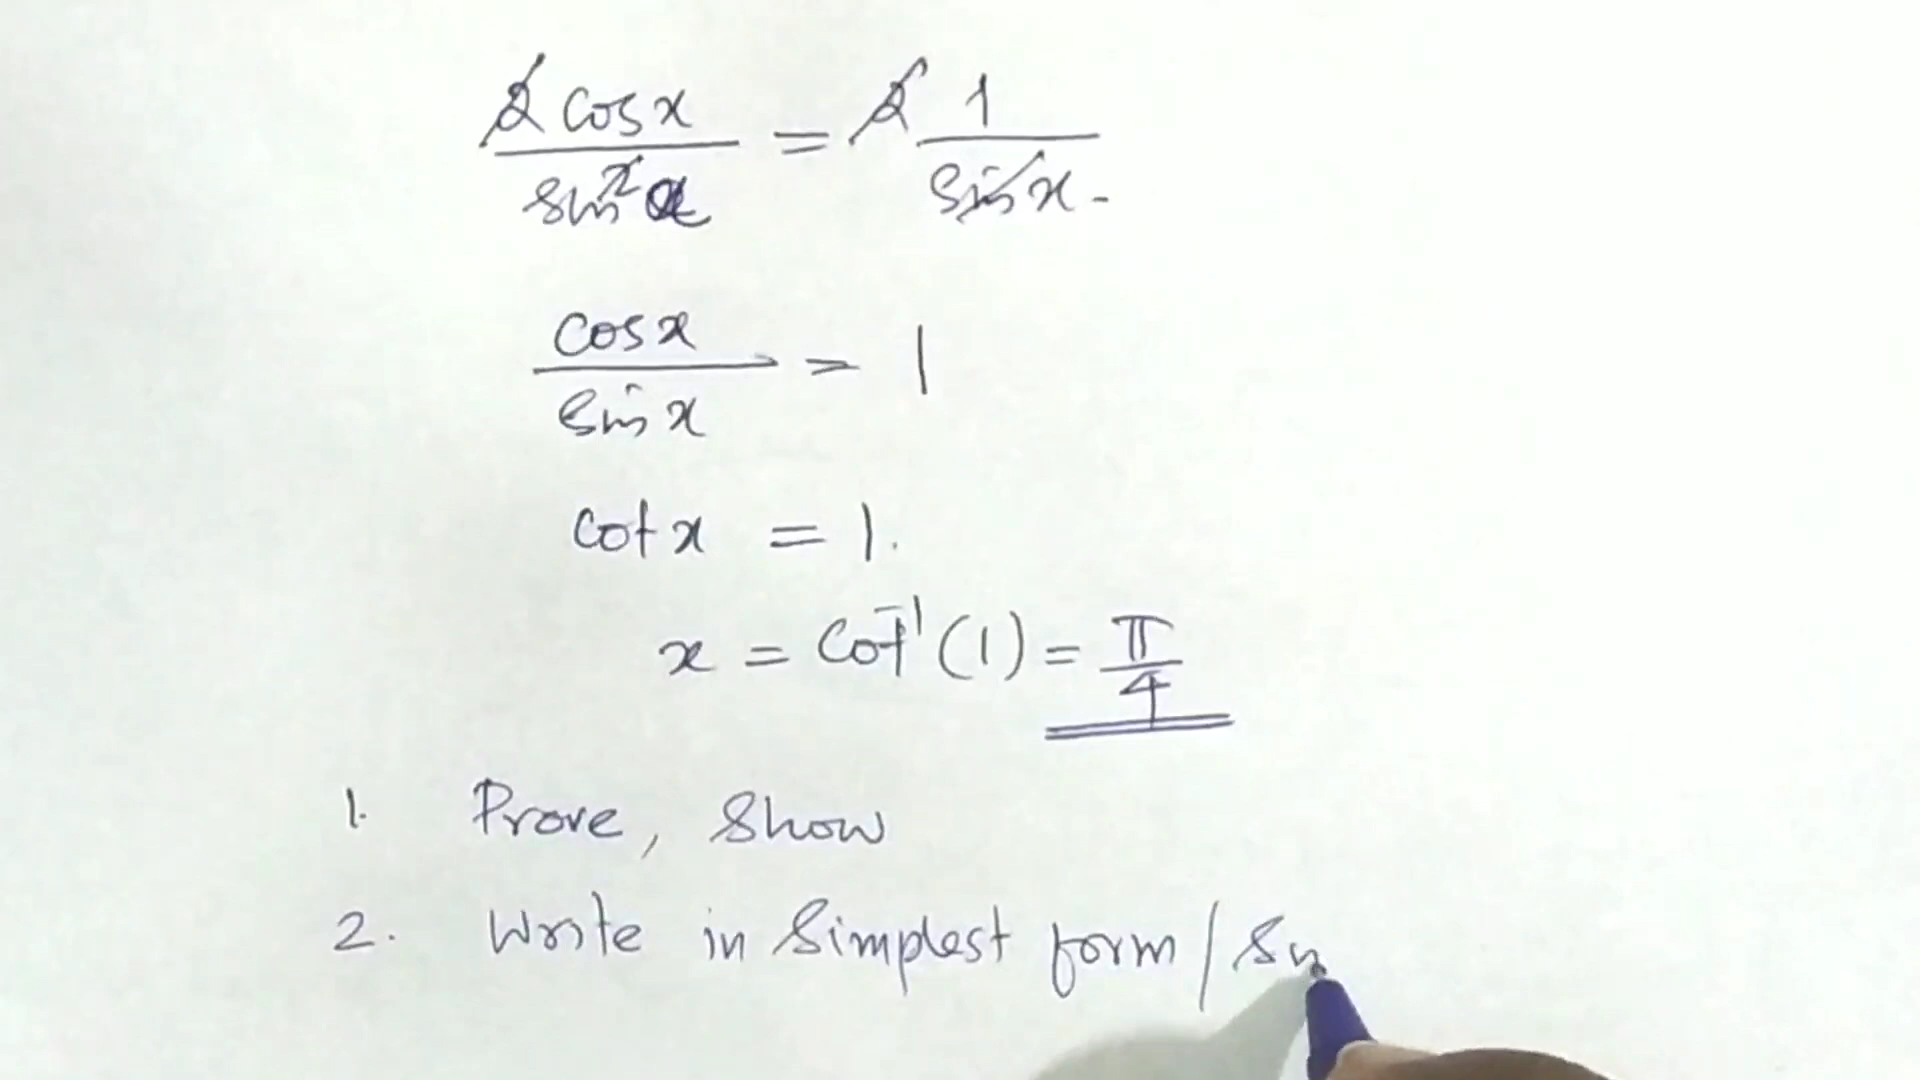 2 cos x / sin² x = 2 1 / sin x.
cos x / sin x = 1
cot x = 1.
x = cot⁻¹ (1) = π/4
1. Prove, Show
2. Write in Simplest form /